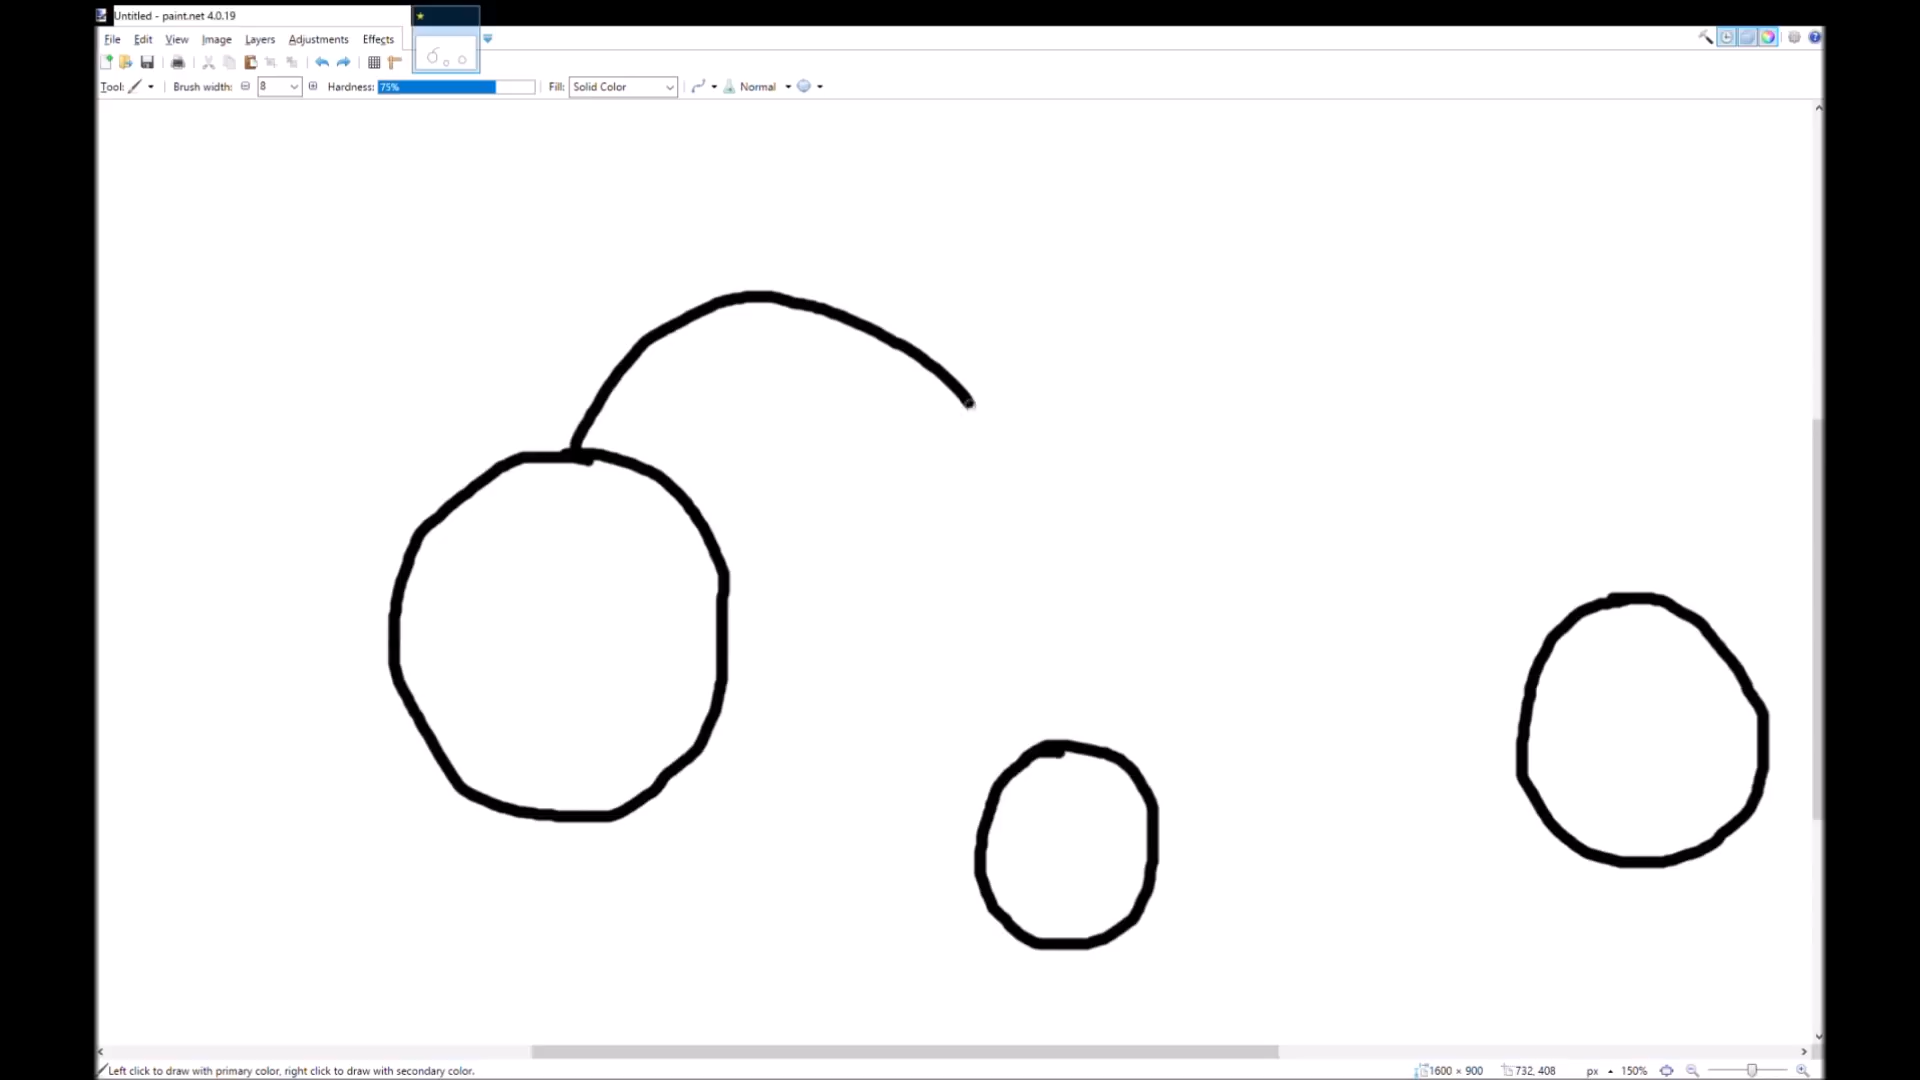 Untitled - paint.net 4.0.19
File Edit View Image Layers Adjustments Effects
Tool: Brush width: 8 Hardness: 75% Fill: Solid Color Normal
Left click to draw with primary color, right click to draw with secondary color. 1600 × 900 732, 408 px 150%